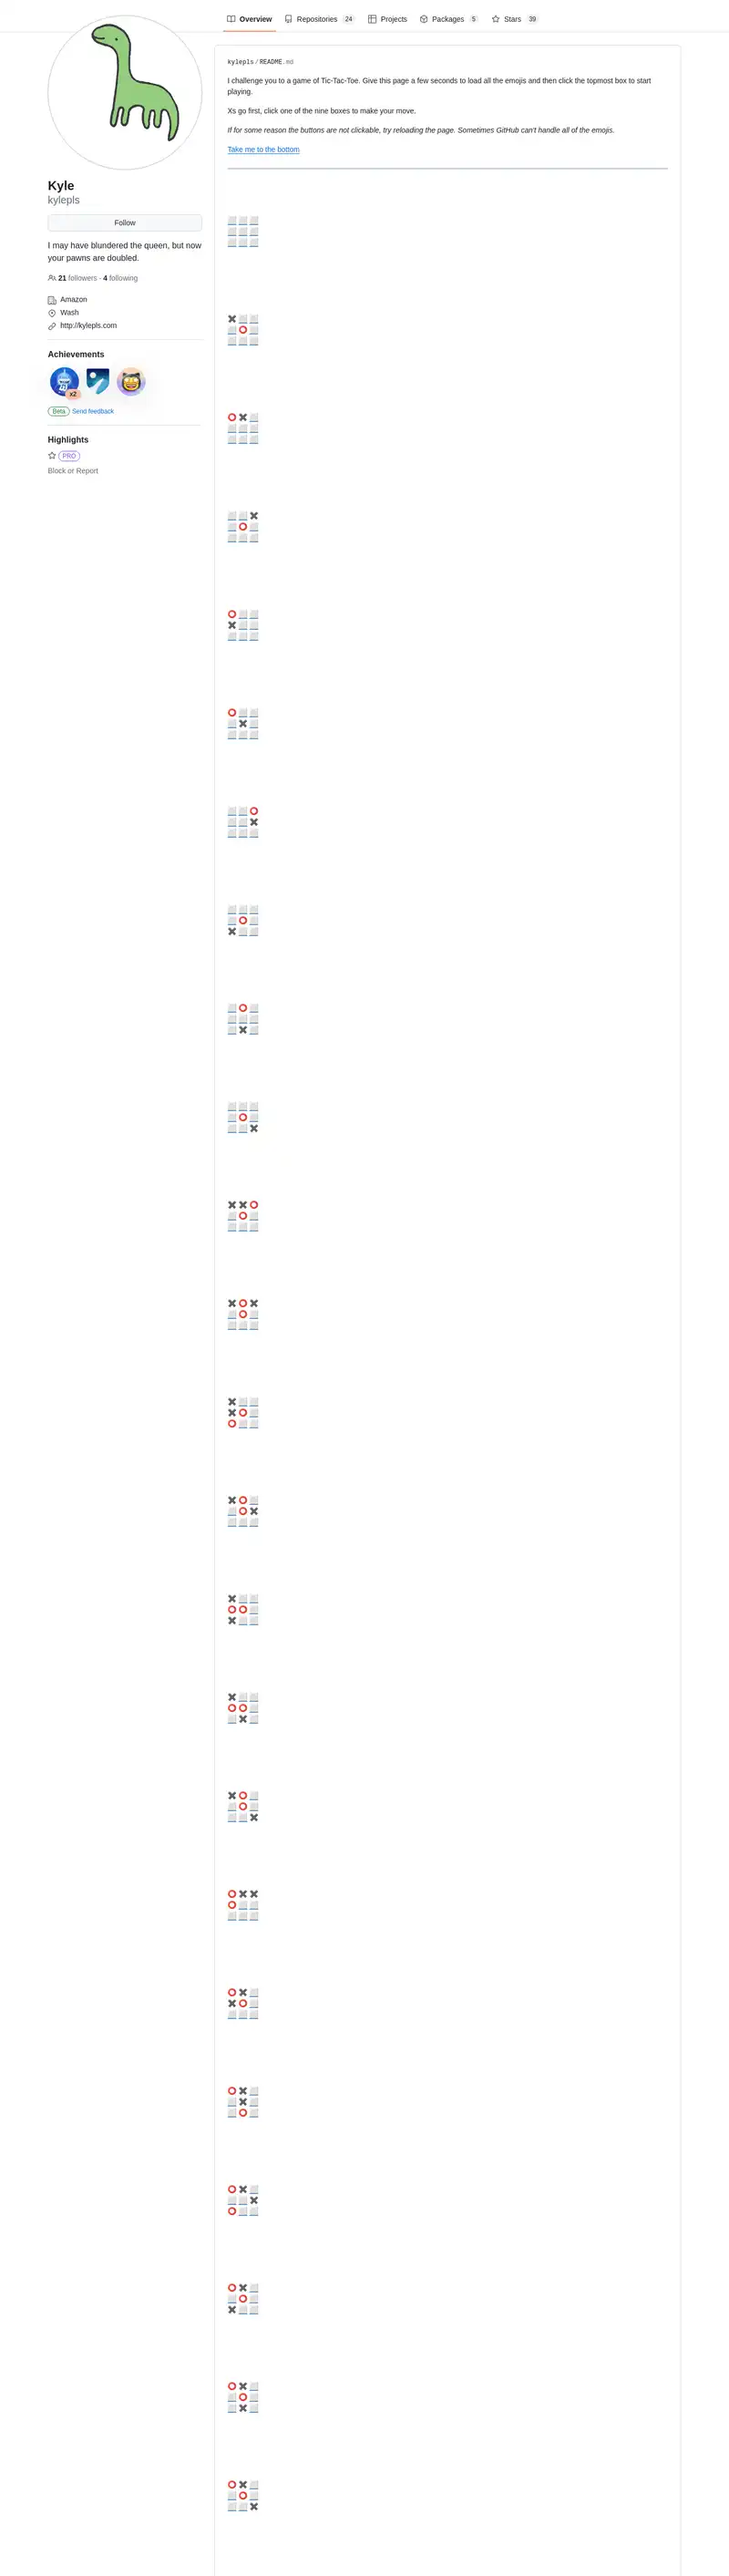 Overview Repositories 24 Projects Packages 5 Stars 39
kylepls / README.md
I challenge you to a game of Tic-Tac-Toe. Give this page a few seconds to load all the emojis and then click the topmost box to start
playing.
Xs go first, click one of the nine boxes to make your move.
If for some reason the buttons are not clickable, try reloading the page. Sometimes GitHub can't handle all of the emojis.
Take me to the bottom
Kyle
kylepls
Follow
I may have blundered the queen, but now
your pawns are doubled.
21 followers · 4 following
Amazon
Wash
http://kylepls.com
Achievements
x2
Beta Send feedback
Highlights
PRO
Block or Report